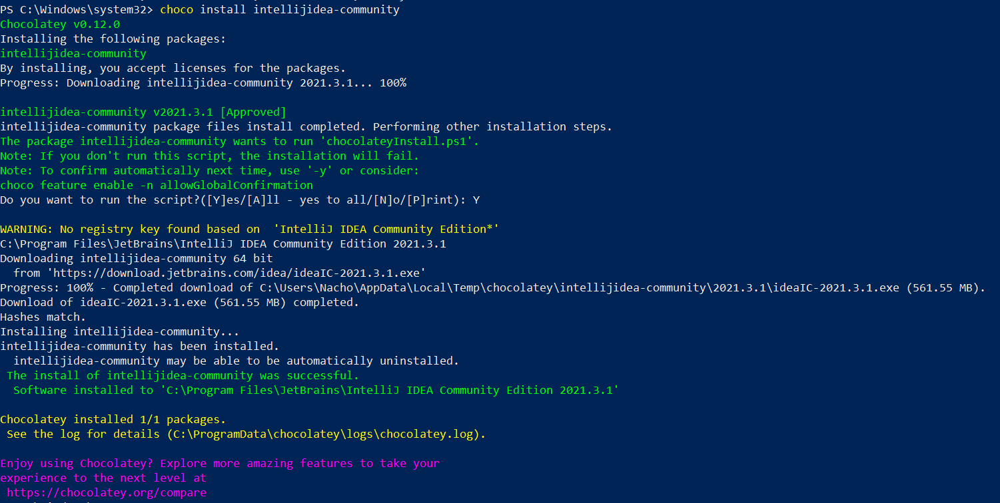 PS C:\Windows\system32> choco install intellijidea-community
Chocolatey v0.12.0
Installing the following packages:
intellijidea-community
By installing, you accept licenses for the packages.
Progress: Downloading intellijidea-community 2021.3.1... 100%
intellijidea-community v2021.3.1 [Approved]
intellijidea-community package files install completed. Performing other installation steps.
The package intellijidea-community wants to run 'chocolateyInstall.ps1'.
Note: If you don't run this script, the installation will fail.
Note: To confirm automatically next time, use '-y' or consider:
choco feature enable -n allowGlobalConfirmation
Do you want to run the script?([Y]es/[A]ll - yes to all/[N]o/[P]rint): Y
WARNING: No registry key found based on  'IntelliJ IDEA Community Edition*'
C:\Program Files\JetBrains\IntelliJ IDEA Community Edition 2021.3.1
Downloading intellijidea-community 64 bit
  from 'https://download.jetbrains.com/idea/ideaIC-2021.3.1.exe'
Progress: 100% - Completed download of C:\Users\Nacho\AppData\Local\Temp\chocolatey\intellijidea-community\2021.3.1\ideaIC-2021.3.1.exe (561.55 MB).
Download of ideaIC-2021.3.1.exe (561.55 MB) completed.
Hashes match.
Installing intellijidea-community...
intellijidea-community has been installed.
  intellijidea-community may be able to be automatically uninstalled.
 The install of intellijidea-community was successful.
  Software installed to 'C:\Program Files\JetBrains\IntelliJ IDEA Community Edition 2021.3.1'
Chocolatey installed 1/1 packages.
 See the log for details (C:\ProgramData\chocolatey\logs\chocolatey.log).
Enjoy using Chocolatey? Explore more amazing features to take your
experience to the next level at
 https://chocolatey.org/compare